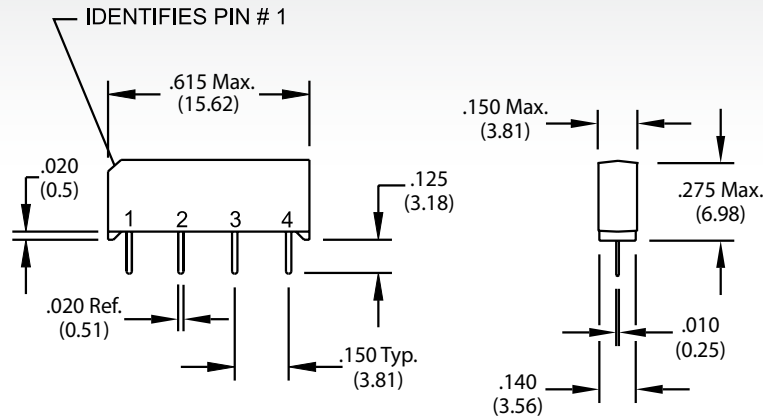 IDENTIFIES PIN # 1
.615 Max.
(15.62)
.150 Max.
(3.81)
.020
(0.5)
.125
(3.18)
.275 Max.
(6.98)
1 2 3 4
.020 Ref.
(0.51)
.150 Typ.
(3.81)
.010
(0.25)
.140
(3.56)